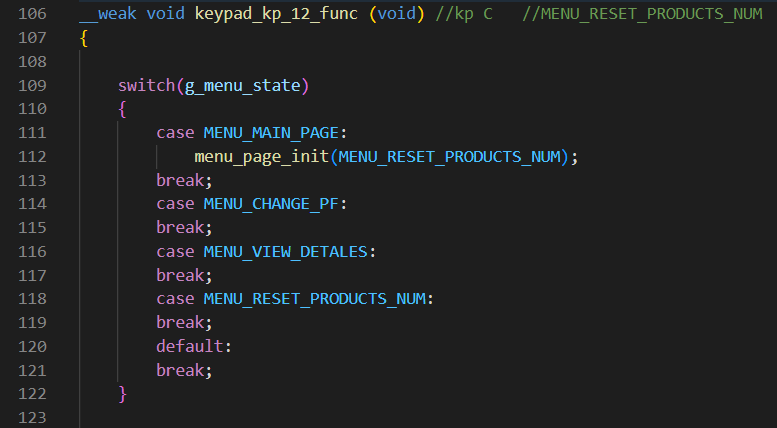 106 __weak void keypad_kp_12_func (void) //kp C //MENU_RESET_PRODUCTS_NUM
107 {
108
109 switch(g_menu_state)
110 {
111 case MENU_MAIN_PAGE:
112 menu_page_init(MENU_RESET_PRODUCTS_NUM);
113 break;
114 case MENU_CHANGE_PF:
115 break;
116 case MENU_VIEW_DETALES:
117 break;
118 case MENU_RESET_PRODUCTS_NUM:
119 break;
120 default:
121 break;
122 }
123